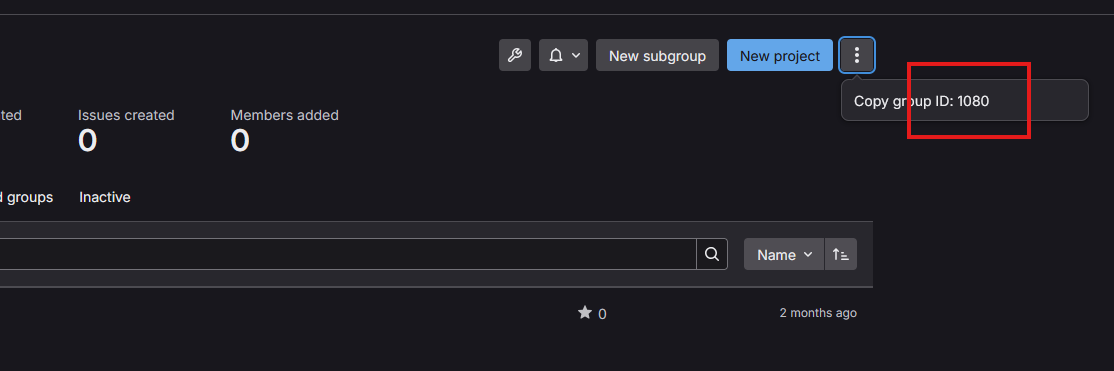 New subgroup
New project
Copy group ID: 1080
ted
Issues created
Members added
0
0
d groups
Inactive
Name
0
2 months ago